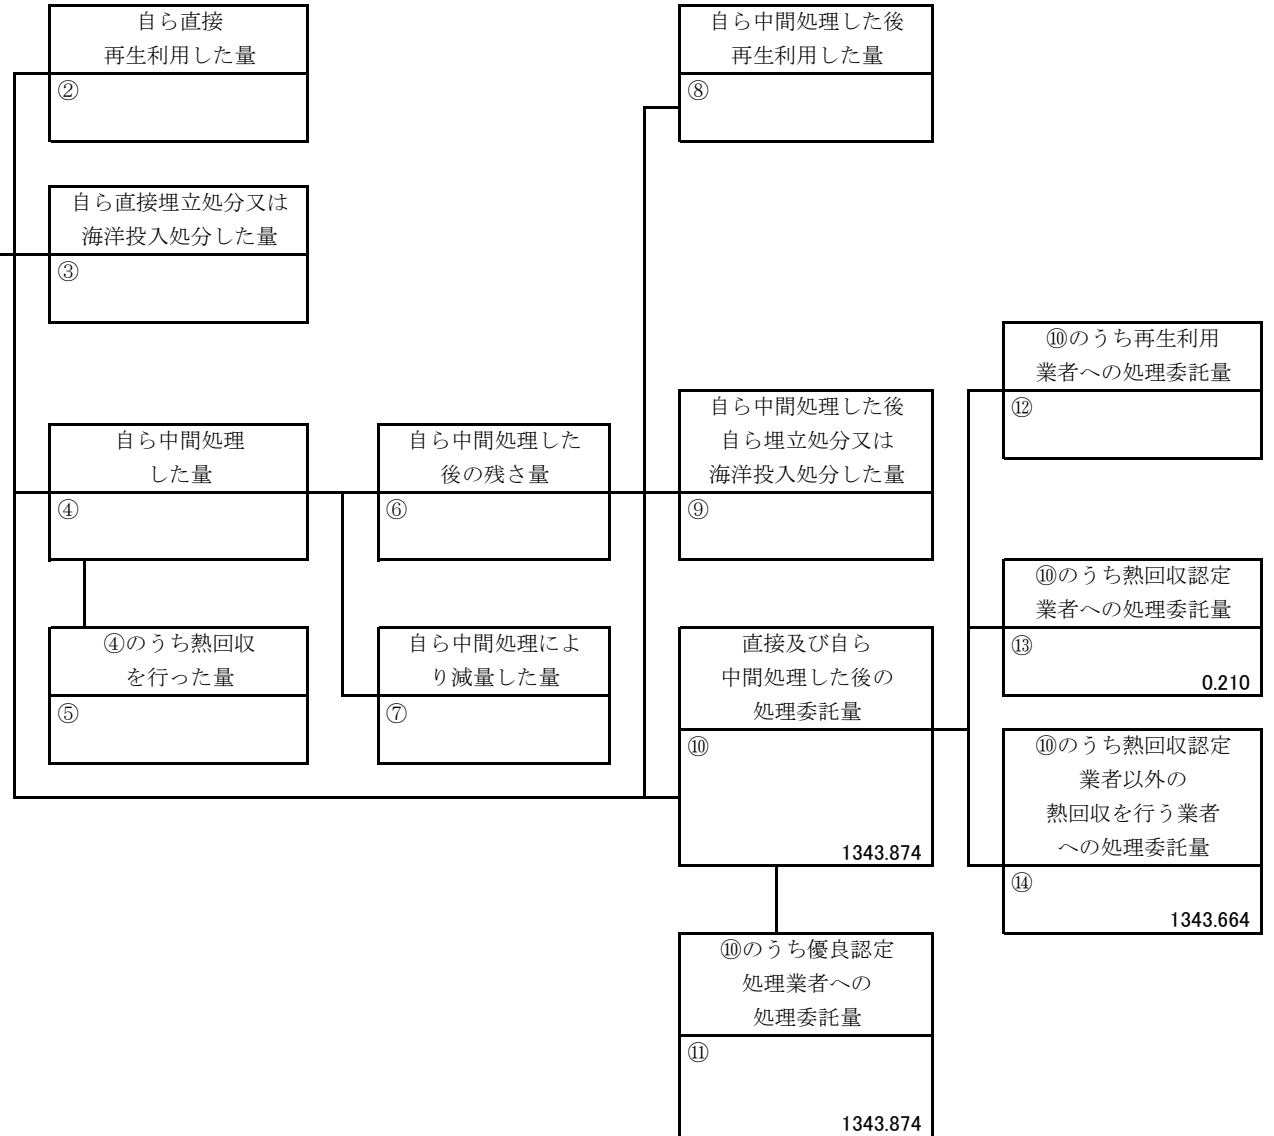 自ら直接
再生利用した量
②
自ら中間処理した後
再生利用した量
⑧
自ら直接埋立処分又は
海洋投入処分した量
③
⑩のうち再生利用
業者への処理委託量
⑫
自ら中間処理した後
自ら埋立処分又は
海洋投入処分した量
⑨
自ら中間処理
した量
④
自ら中間処理した
後の残さ量
⑥
⑩のうち熱回収認定
業者への処理委託量
⑬
0.210
④のうち熱回収
を行った量
⑤
自ら中間処理によ
り減量した量
⑦
直接及び自ら
中間処理した後の
処理委託量
⑩
1343.874
⑩のうち熱回収認定
業者以外の
熱回収を行う業者
への処理委託量
⑭
1343.664
⑩のうち優良認定
処理業者への
処理委託量
⑪
1343.874